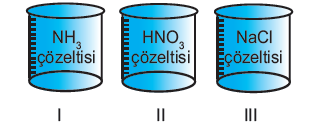 NH₃
çözeltisi
HNO₃
çözeltisi
NaCl
çözeltisi
I
II
III